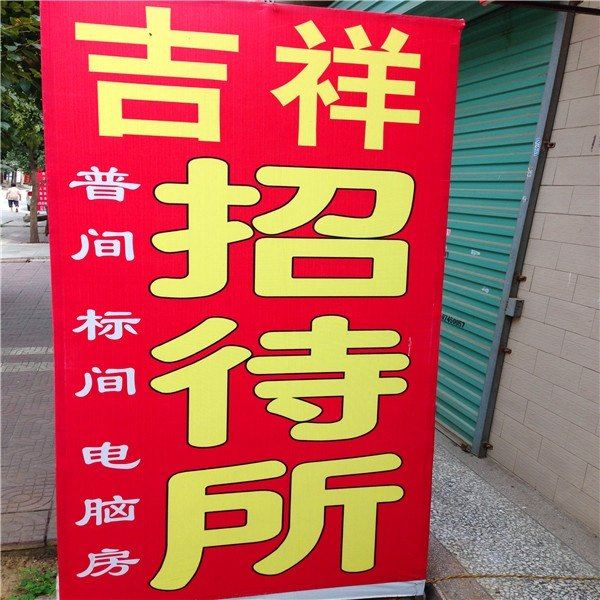 吉祥
招待所
普间 标间 电脑房